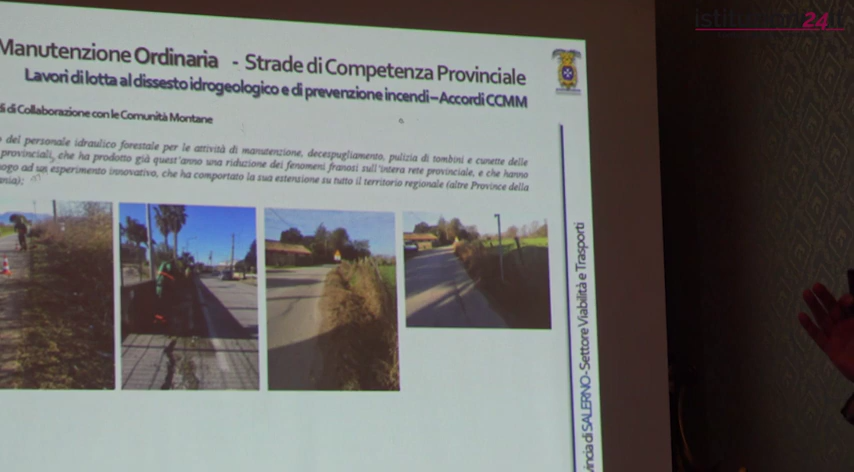 istituzioni24.it
Manutenzione Ordinaria - Strade di Competenza Provinciale
Lavori di lotta al dissesto idrogeologico e di prevenzione incendi – Accordi CCMM
di Collaborazione con le Comunità Montane
del personale idraulico forestale per le attività di manutenzione, decespugliamento, pulizia di tombini e cunette delle
provinciali, che ha prodotto già quest'anno una riduzione dei fenomeni franosi sull'intera rete provinciale, e che hanno
ad un esperimento innovativo, che ha comportato la sua estensione su tutto il territorio regionale (altre Province della
vincia di SALERNO - Settore Viabilità e Trasporti